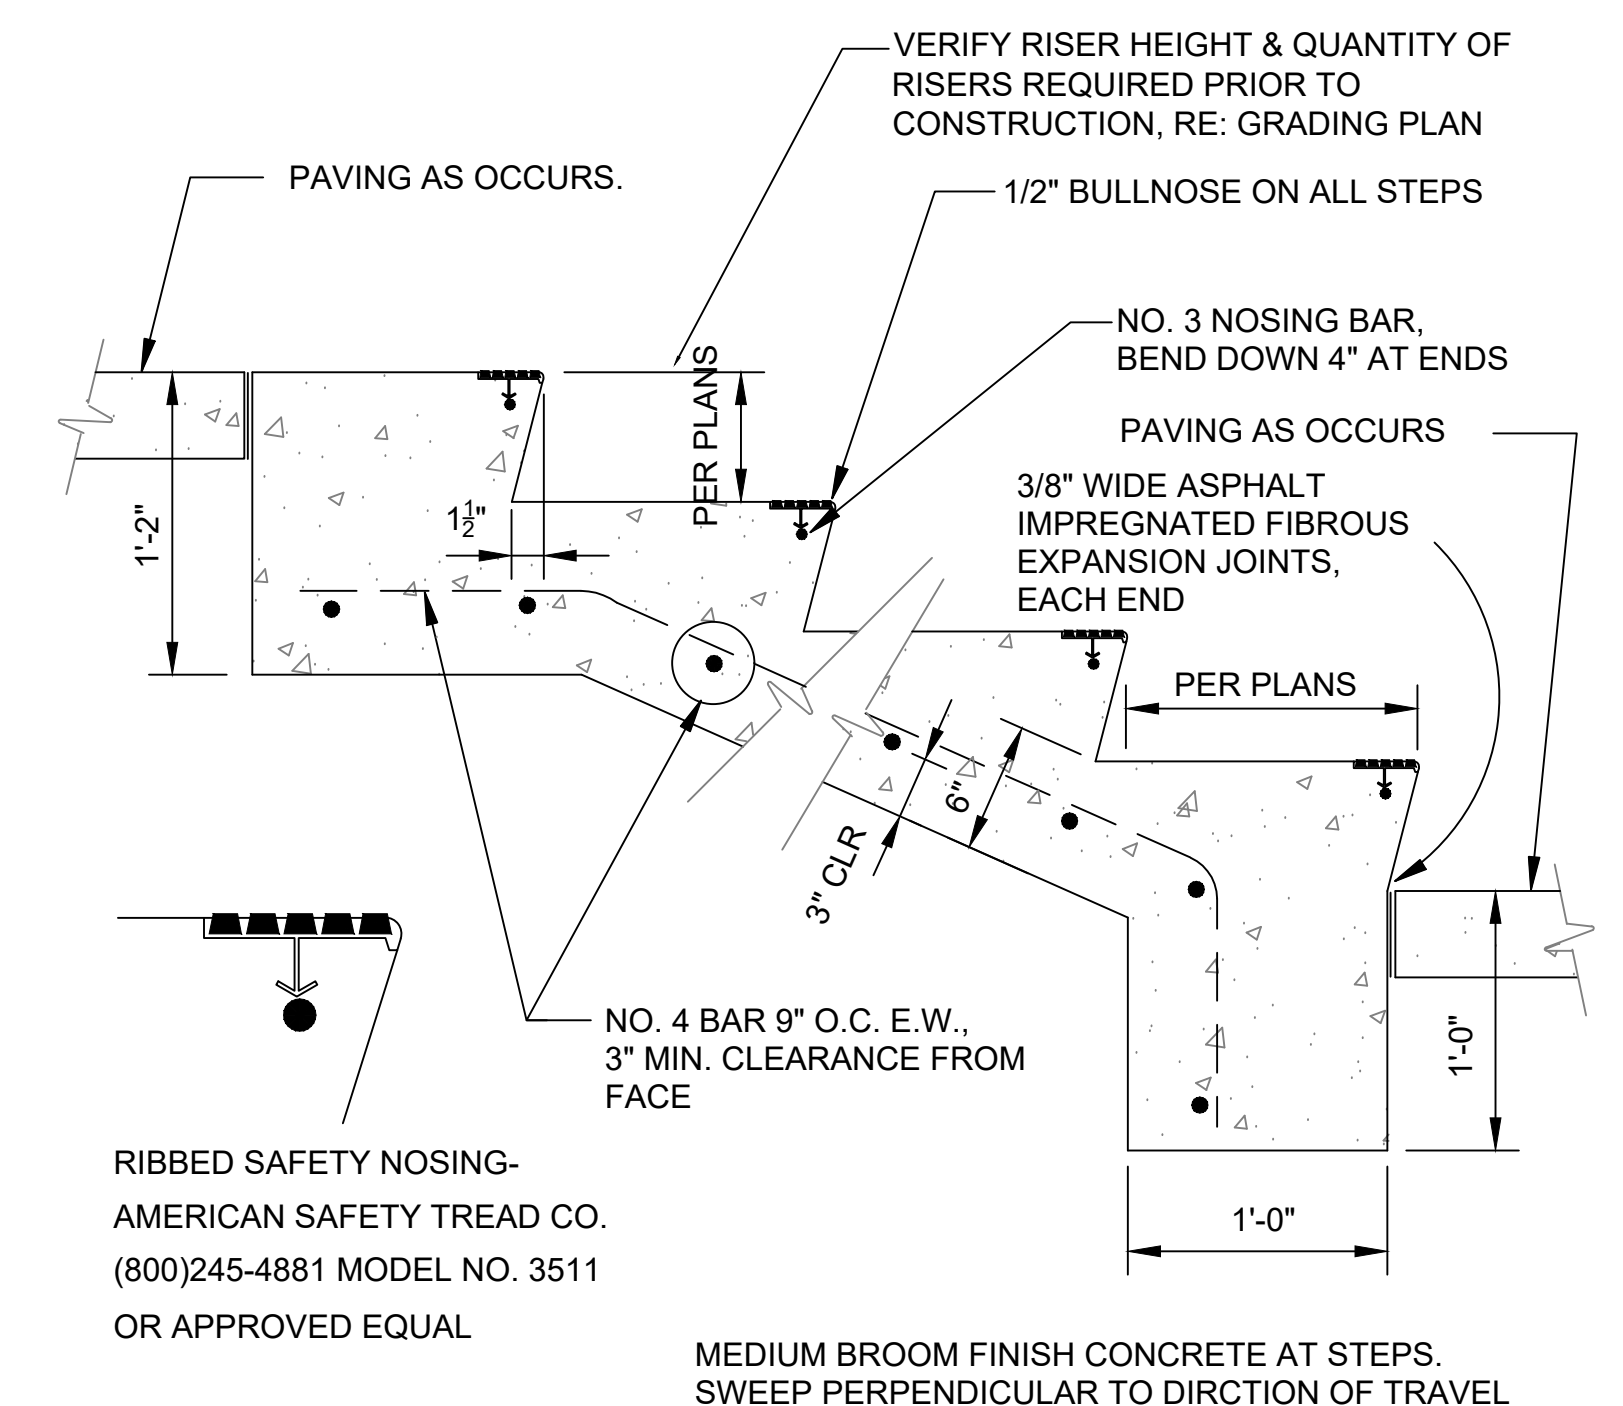 VERIFY RISER HEIGHT & QUANTITY OF
RISERS REQUIRED PRIOR TO
CONSTRUCTION, RE: GRADING PLAN
PAVING AS OCCURS.
1/2" BULLNOSE ON ALL STEPS
NO. 3 NOSING BAR,
BEND DOWN 4" AT ENDS
PER PLANS
PAVING AS OCCURS
3/8" WIDE ASPHALT
IMPREGNATED FIBROUS
EXPANSION JOINTS,
EACH END
1'-2"
1½"
PER PLANS
6"
3" CLR
NO. 4 BAR 9" O.C. E.W.,
3" MIN. CLEARANCE FROM
FACE
1'-0"
1'-0"
RIBBED SAFETY NOSING-
AMERICAN SAFETY TREAD CO.
(800)245-4881 MODEL NO. 3511
OR APPROVED EQUAL
MEDIUM BROOM FINISH CONCRETE AT STEPS.
SWEEP PERPENDICULAR TO DIRCTION OF TRAVEL